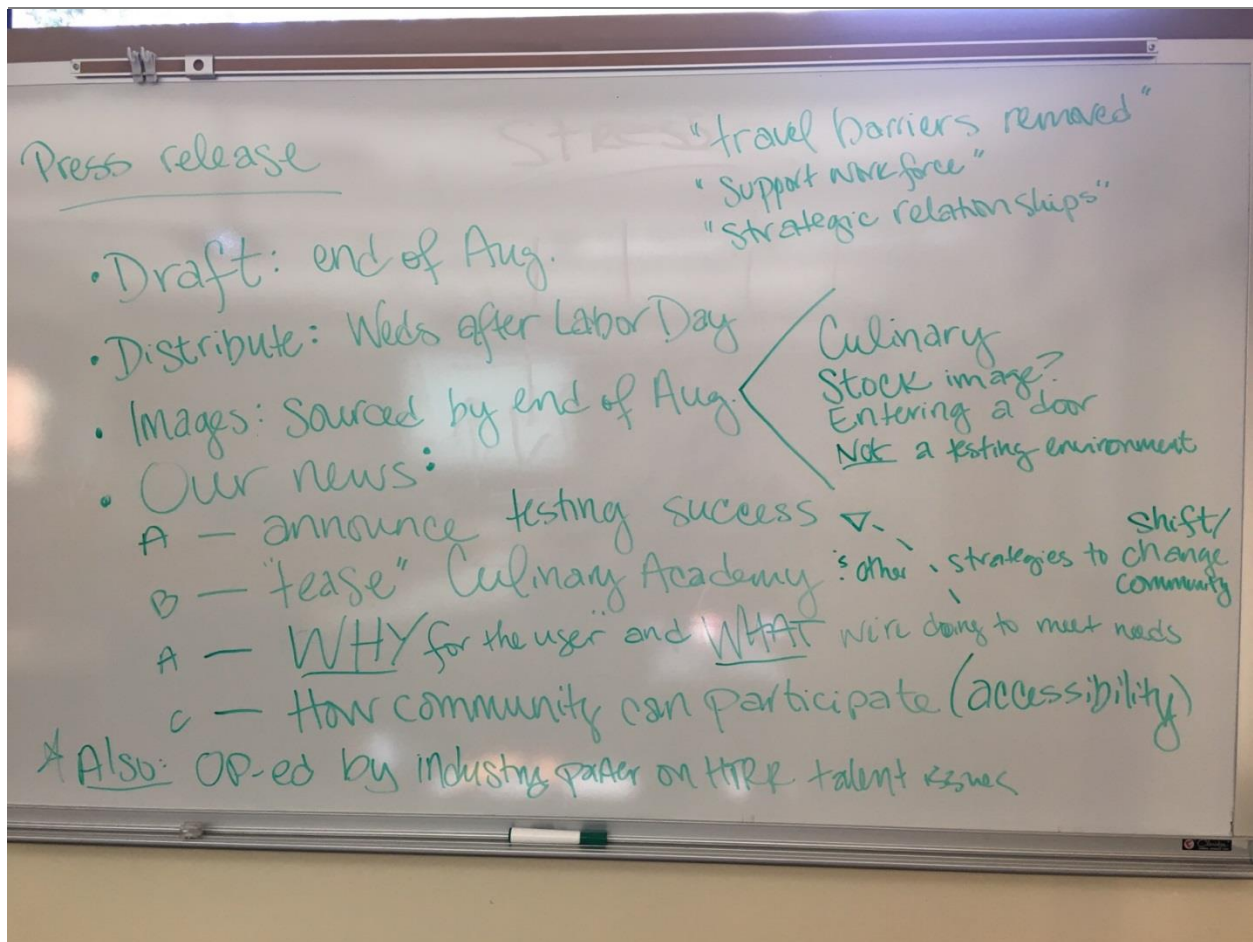 Press release
"travel barriers removed"
"Support workforce"
"Strategic relationships"
• Draft: end of Aug.
• Distribute: Weds after Labor Day
• Images: Sourced by end of Aug.
Culinary
Stock image?
Entering a door
Not a testing environment
• Our news:
A — announce testing success
B — "tease" Culinary Academy
: other strategies to shift/
change
community
A — WHY "for the user" and WHAT we're doing to meet needs
C — How community can participate (accessibility)
* Also: OP-ed by industry on talent issues
STRESS